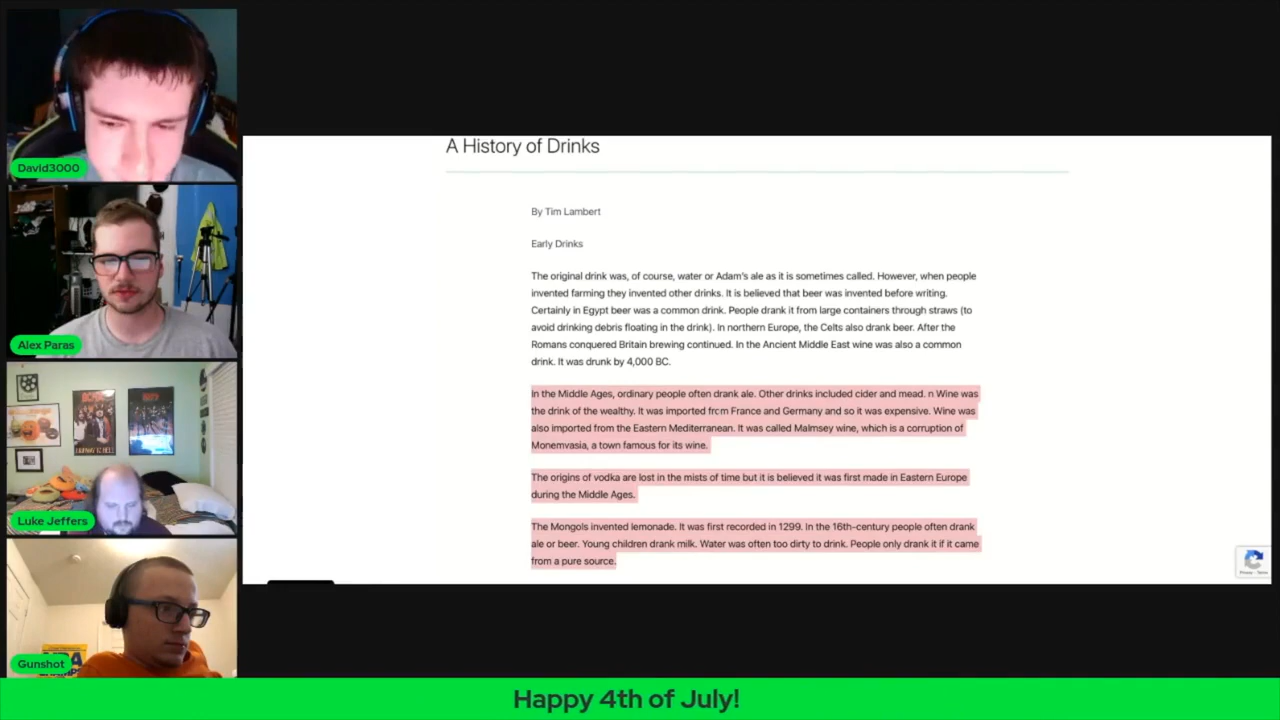 David3000
Alex Paras
Luke Jeffers
Gunshot
A History of Drinks
By Tim Lambert
Early Drinks
The original drink was, of course, water or Adam's ale as it is sometimes called. However, when people
invented farming they invented other drinks. It is believed that beer was invented before writing.
Certainly in Egypt beer was a common drink. People drank it from large containers through straws (to
avoid drinking debris floating in the drink). In northern Europe, the Celts also drank beer. After the
Romans conquered Britain brewing continued. In the Ancient Middle East wine was also a common
drink. It was drunk by 4,000 BC.
In the Middle Ages, ordinary people often drank ale. Other drinks included cider and mead. n Wine was
the drink of the wealthy. It was imported from France and Germany and so it was expensive. Wine was
also imported from the Eastern Mediterranean. It was called Malmsey wine, which is a corruption of
Monemvasia, a town famous for its wine.
The origins of vodka are lost in the mists of time but it is believed it was first made in Eastern Europe
during the Middle Ages.
The Mongols invented lemonade. It was first recorded in 1299. In the 16th-century people often drank
ale or beer. Young children drank milk. Water was often too dirty to drink. People only drank it if it came
from a pure source.
Privacy - Terms
Happy 4th of July!